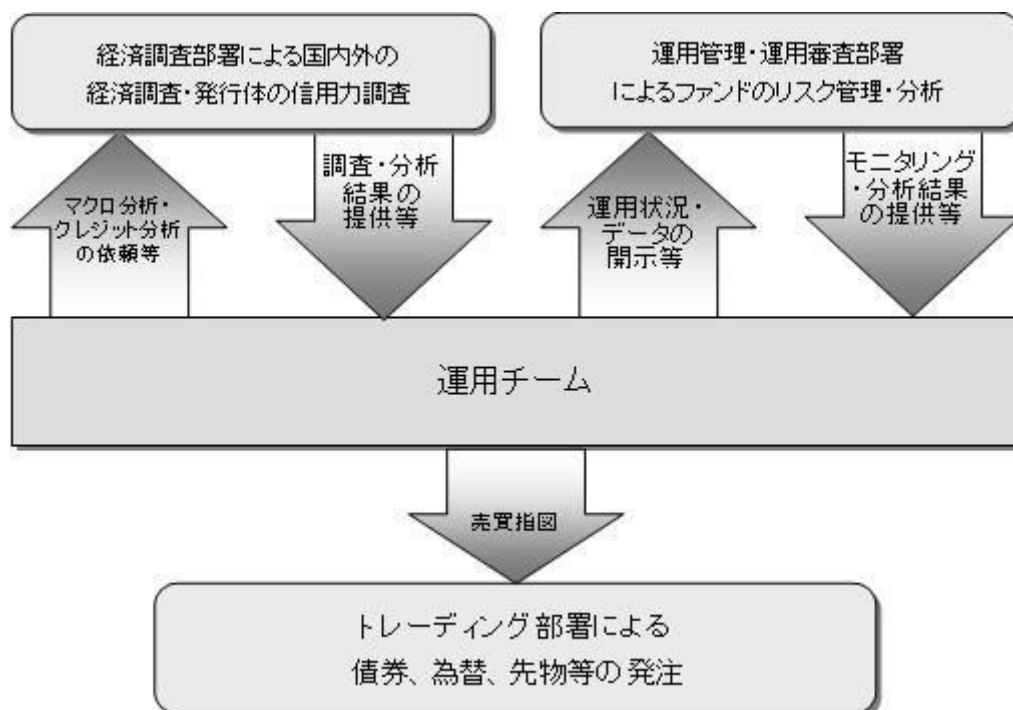 経済調査部署による国内外の
経済調査・発行体の信用力調査
運用管理・運用審査部署
によるファンドのリスク管理・分析
マクロ分析・
クレジット分析
の依頼等
調査・分析
結果の
提供等
運用状況・
データの
開示等
モニタリング
・分析結果
の提供等
運用チーム
売買指図
トレーディング部署による
債券、為替、先物等の発注